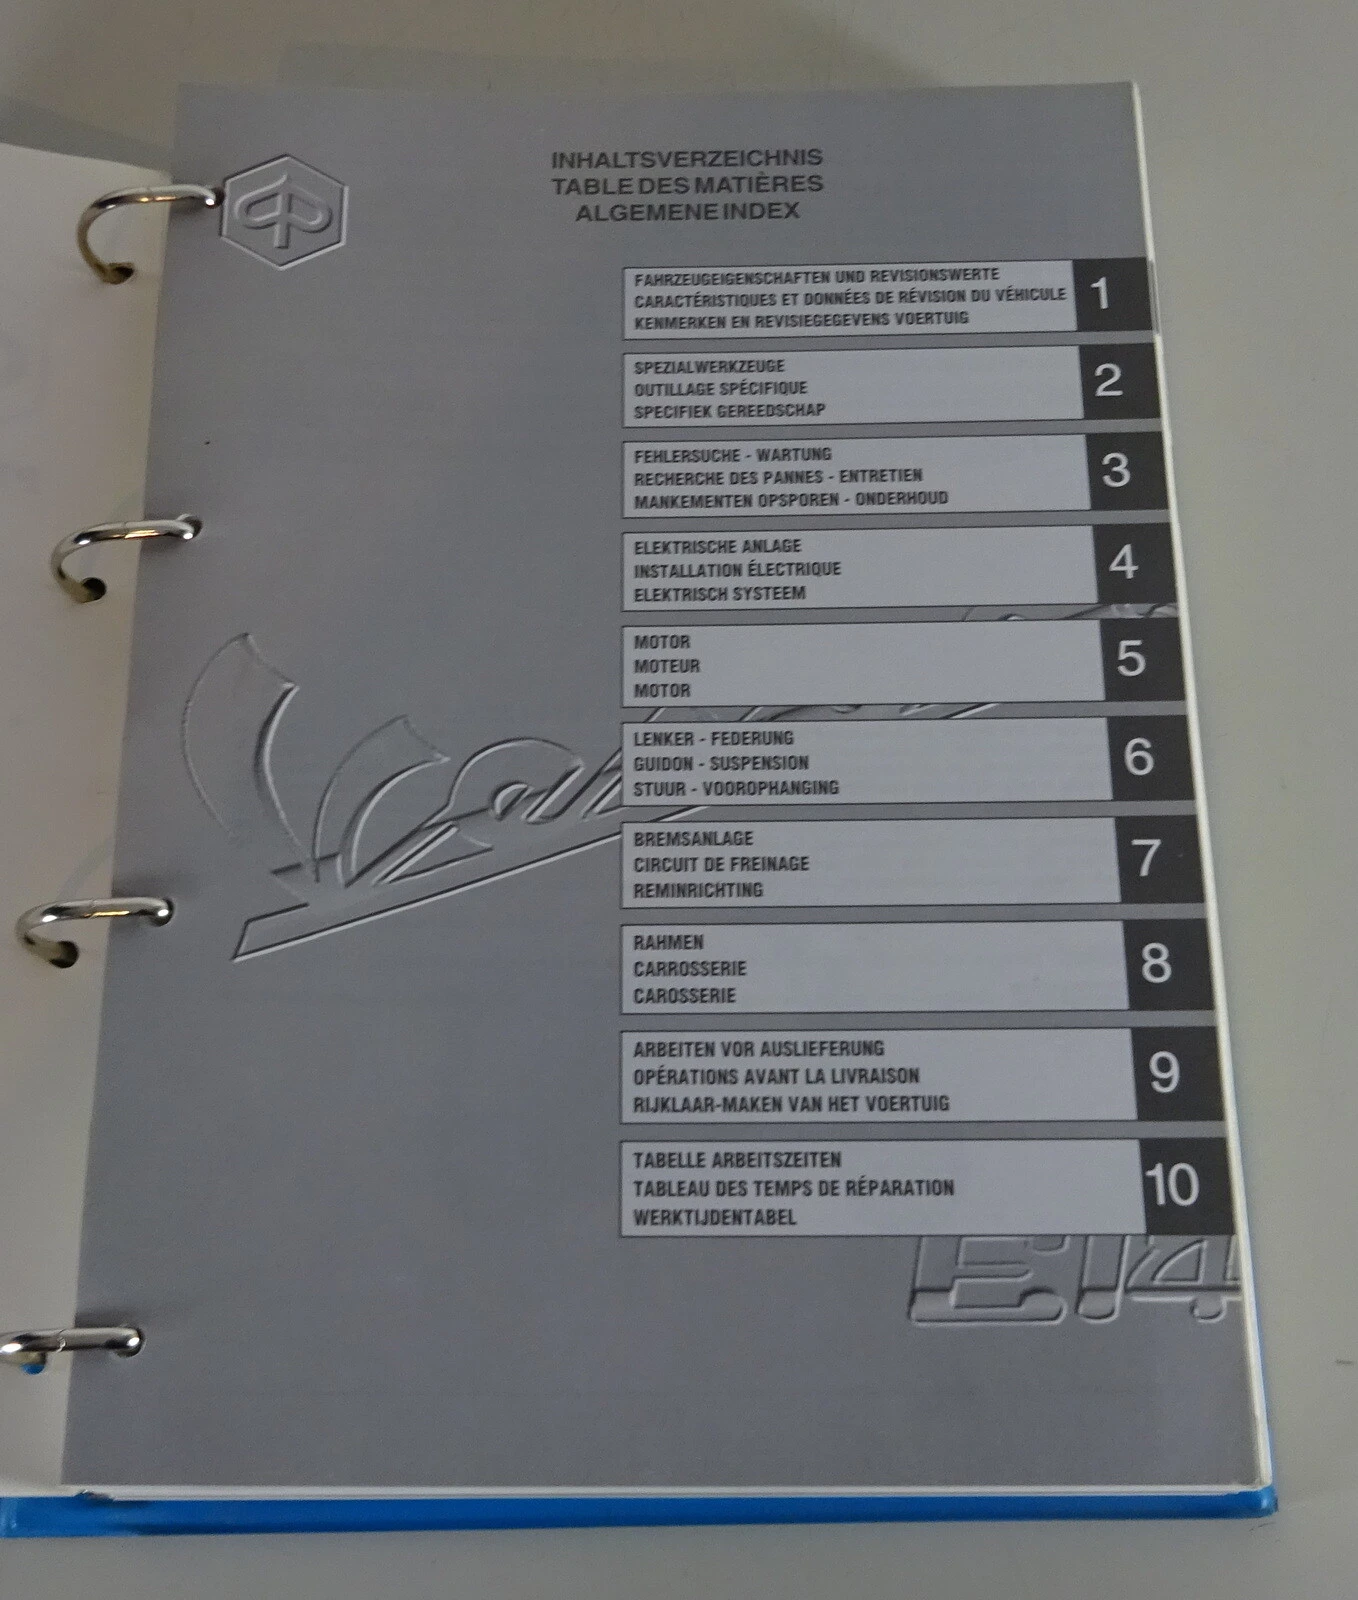 INHALTSVERZEICHNIS
TABLE DES MATIÈRES
ALGEMENE INDEX
FAHRZEUGEIGENSCHAFTEN UND REVISIONSWERTE
CARACTÉRISTIQUES ET DONNÉES DE RÉVISION DU VÉHICULE
KENMERKEN EN REVISIEGEGEVENS VOERTUIG
1
SPEZIALWERKZEUGE
OUTILLAGE SPÉCIFIQUE
SPECIFIEK GEREEDSCHAP
2
FEHLERSUCHE - WARTUNG
RECHERCHE DES PANNES - ENTRETIEN
MANKEMENTEN OPSPOREN - ONDERHOUD
3
ELEKTRISCHE ANLAGE
INSTALLATION ÉLECTRIQUE
ELEKTRISCH SYSTEEM
4
MOTOR
MOTEUR
MOTOR
5
LENKER - FEDERUNG
GUIDON - SUSPENSION
STUUR - VOOROPHANGING
6
BREMSANLAGE
CIRCUIT DE FREINAGE
REMINRICHTING
7
RAHMEN
CARROSSERIE
CAROSSERIE
8
ARBEITEN VOR AUSLIEFERUNG
OPÉRATIONS AVANT LA LIVRAISON
RIJKLAAR-MAKEN VAN HET VOERTUIG
9
TABELLE ARBEITSZEITEN
TABLEAU DES TEMPS DE RÉPARATION
WERKTIJDENTABEL
10